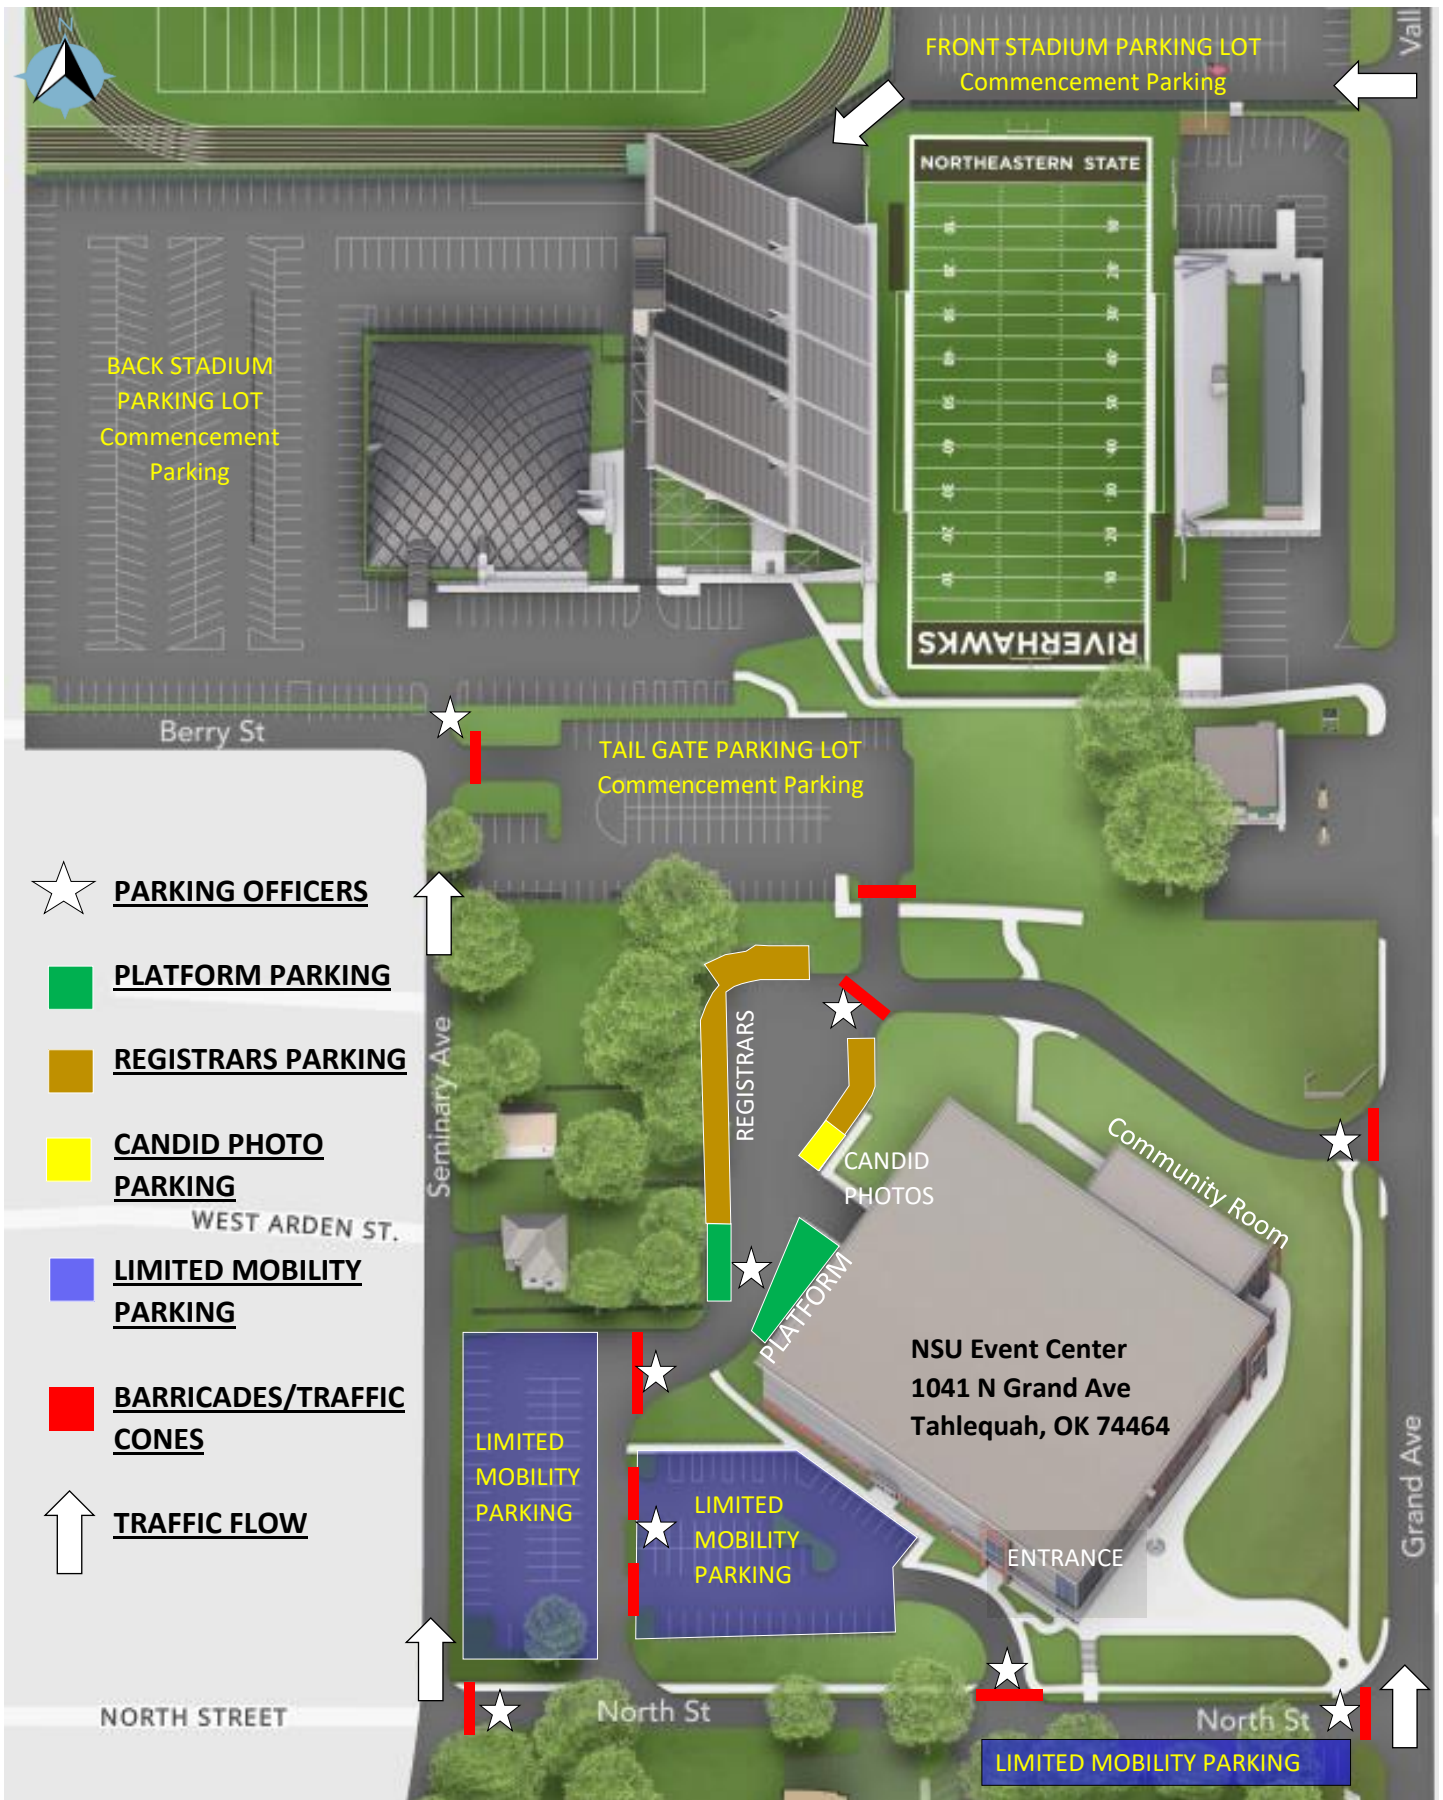 N
Vall
FRONT STADIUM PARKING LOT
Commencement Parking
NORTHEASTERN STATE
BACK STADIUM
PARKING LOT
Commencement
Parking
RIVERHAWKS
Berry St
TAIL GATE PARKING LOT
Commencement Parking
PARKING OFFICERS
PLATFORM PARKING
REGISTRARS PARKING
CANDID PHOTO
PARKING
WEST ARDEN ST.
LIMITED MOBILITY
PARKING
BARRICADES/TRAFFIC
CONES
TRAFFIC FLOW
NORTH STREET
Seminary Ave
REGISTRARS
CANDID
PHOTOS
PLATFORM
Community Room
NSU Event Center
1041 N Grand Ave
Tahlequah, OK 74464
LIMITED
MOBILITY
PARKING
LIMITED
MOBILITY
PARKING
ENTRANCE
Grand Ave
North St
North St
LIMITED MOBILITY PARKING